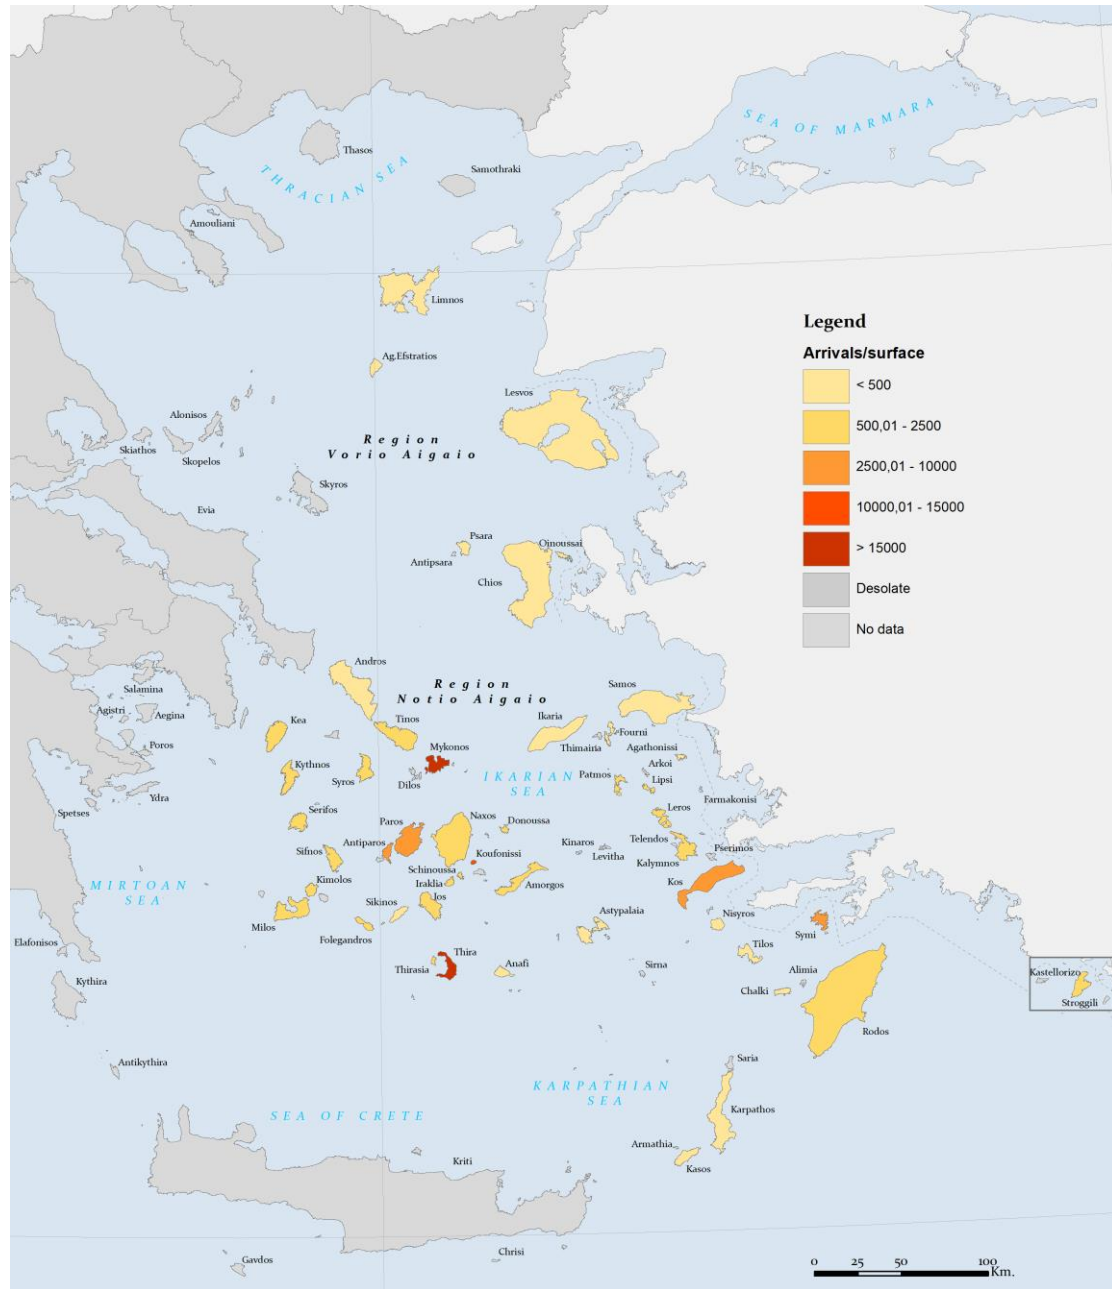 SEA OF MARMARA
Thasos
THRACIAN SEA
Samothraki
Amouliani
Limnos
Legend
Arrivals/surface
< 500
500,01 - 2500
2500,01 - 10000
10000,01 - 15000
> 15000
Desolate
No data
Ag.Efstratios
Lesvos
Alonisos
Region
Vorio Aigaio
Skiathos
Skopelos
Skyros
Evia
Psara
Oinoussai
Antipsara
Chios
Andros
Region
Notio Aigaio
Samos
Salamina
Agistri
Aegina
Kea
Tinos
Ikaria
Fourni
Thimainia
Poros
Mykonos
Agathonissi
Kythnos
Syros
Dilos
IKARIAN
SEA
Arkoi
Patmos
Lipsi
Ydra
Spetses
Farmakonisi
Leros
Serifos
Paros
Naxos
Donoussa
Antiparos
Kinaros
Levitha
Telendos
Pserimos
Sifnos
Koufonissi
Kalymnos
Schinoussa
Iraklia
Amorgos
Kos
MIRTOAN
SEA
Kimolos
Sikinos
Ios
Astypalaia
Nisyros
Milos
Folegandros
Symi
Elafonisos
Thira
Tilos
Thirasia
Anafi
Sirna
Alimia
Kastellorizo
Kythira
Chalki
Stroggili
Rodos
Antikythira
Saria
KARPATHIAN
SEA
SEA OF CRETE
Karpathos
Armathia
Kriti
Kasos
Gavdos
Chrisi
0 25 50 100
Km.